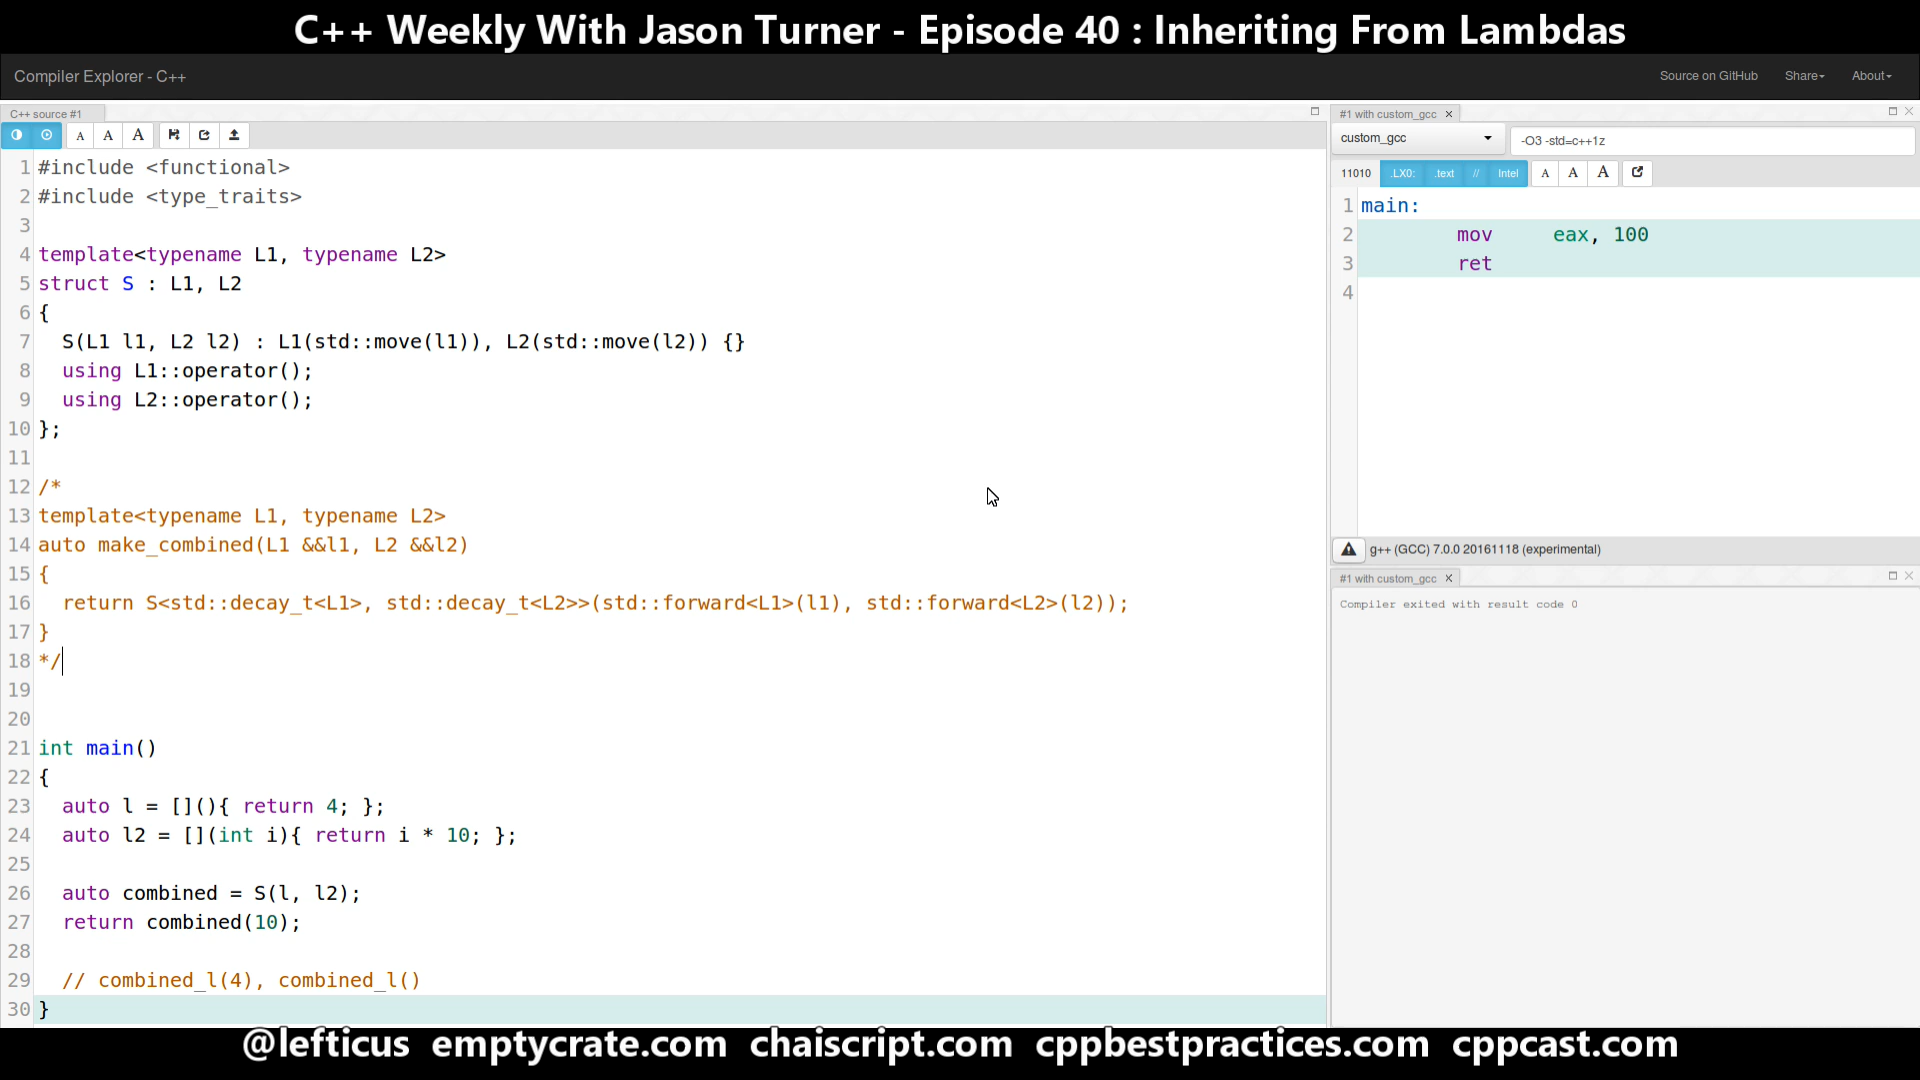 C++ Weekly With Jason Turner - Episode 40 : Inheriting From Lambdas
Compiler Explorer - C++
Source on GitHub Share About
C++ source #1
A A A
1 #include <functional>
2 #include <type_traits>
3
4 template<typename L1, typename L2>
5 struct S : L1, L2
6 {
7   S(L1 l1, L2 l2) : L1(std::move(l1)), L2(std::move(l2)) {}
8   using L1::operator();
9   using L2::operator();
10 };
11
12 /*
13 template<typename L1, typename L2>
14 auto make_combined(L1 &&l1, L2 &&l2)
15 {
16   return S<std::decay_t<L1>, std::decay_t<L2>>(std::forward<L1>(l1), std::forward<L2>(l2));
17 }
18 */
19
20
21 int main()
22 {
23   auto l = [](){ return 4; };
24   auto l2 = [](int i){ return i * 10; };
25
26   auto combined = S(l, l2);
27   return combined(10);
28
29   // combined_l(4), combined_l()
30 }
#1 with custom_gcc x
custom_gcc -O3 -std=c++1z
11010 .LX0: .text // Intel A A A
1 main:
2         mov     eax, 100
3         ret
4
g++ (GCC) 7.0.0 20161118 (experimental)
#1 with custom_gcc x
Compiler exited with result code 0
@lefticus emptycrate.com chaiscript.com cppbestpractices.com cppcast.com